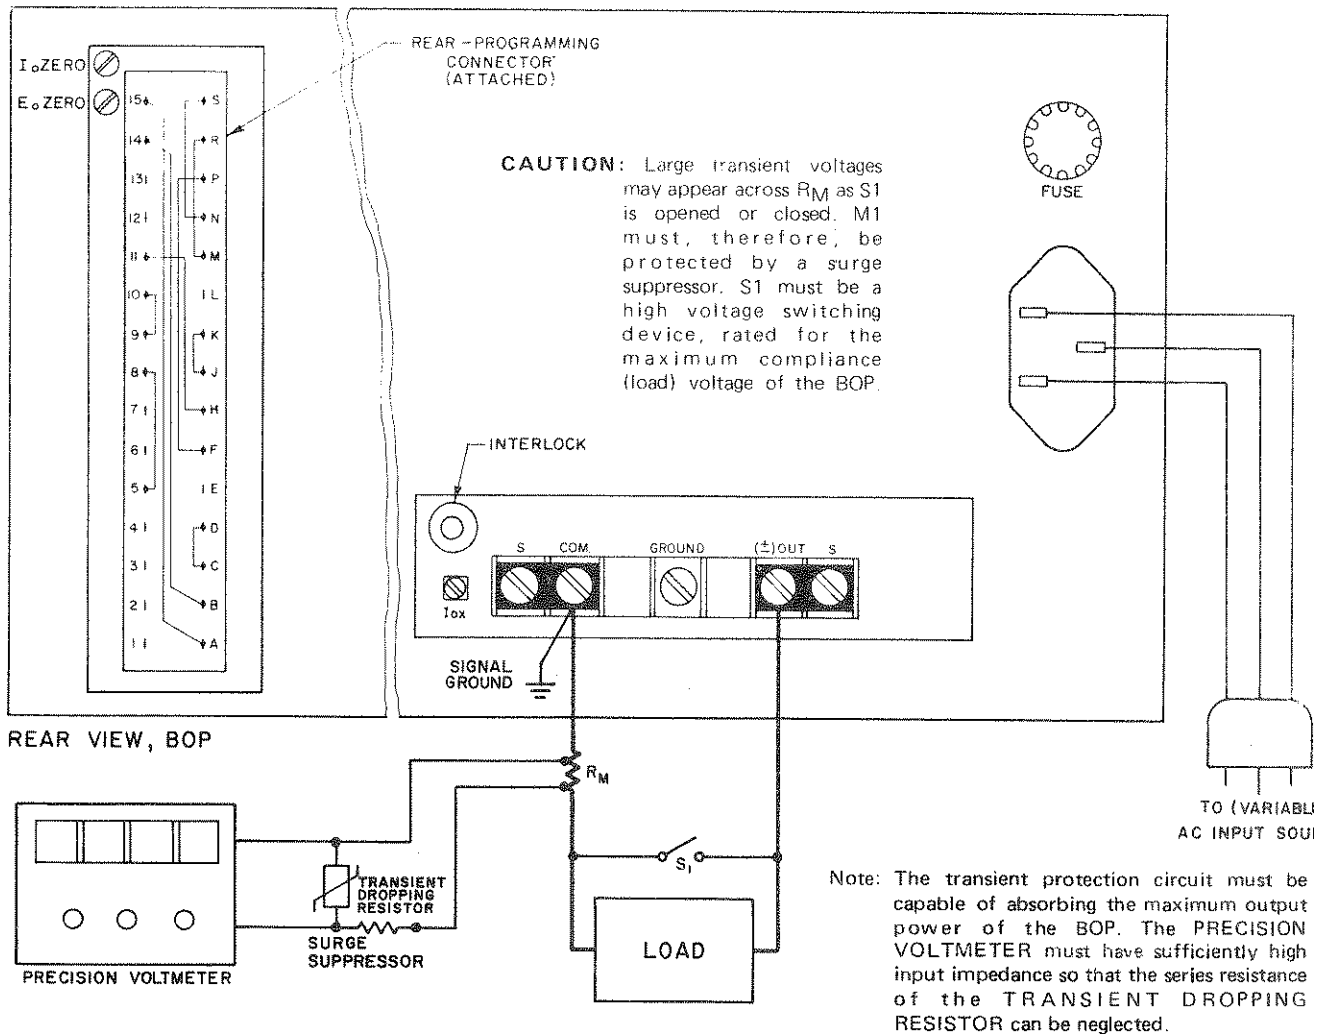 REAR-PROGRAMMING
CONNECTOR
(ATTACHED)
I₀ZERO
E₀ZERO
15 S
14 R
13 P
12 N
11 M
10 L
9 K
8 J
7 H
6 F
5 E
4 D
3 C
2 B
1 A
CAUTION: Large transient voltages
may appear across RM as S1
is opened or closed. M1
must, therefore, be
protected by a surge
suppressor. S1 must be a
high voltage switching
device, rated for the
maximum compliance
(load) voltage of the BOP.
FUSE
INTERLOCK
S COM. GROUND (±)OUT S
Iox
SIGNAL
GROUND
REAR VIEW, BOP
RM
S1
TRANSIENT
DROPPING
RESISTOR
SURGE
SUPPRESSOR
PRECISION VOLTMETER
LOAD
TO (VARIABL
AC INPUT SOU
Note: The transient protection circuit must be
capable of absorbing the maximum output
power of the BOP. The PRECISION
VOLTMETER must have sufficiently high
input impedance so that the series resistance
of the TRANSIENT DROPPING
RESISTOR can be neglected.